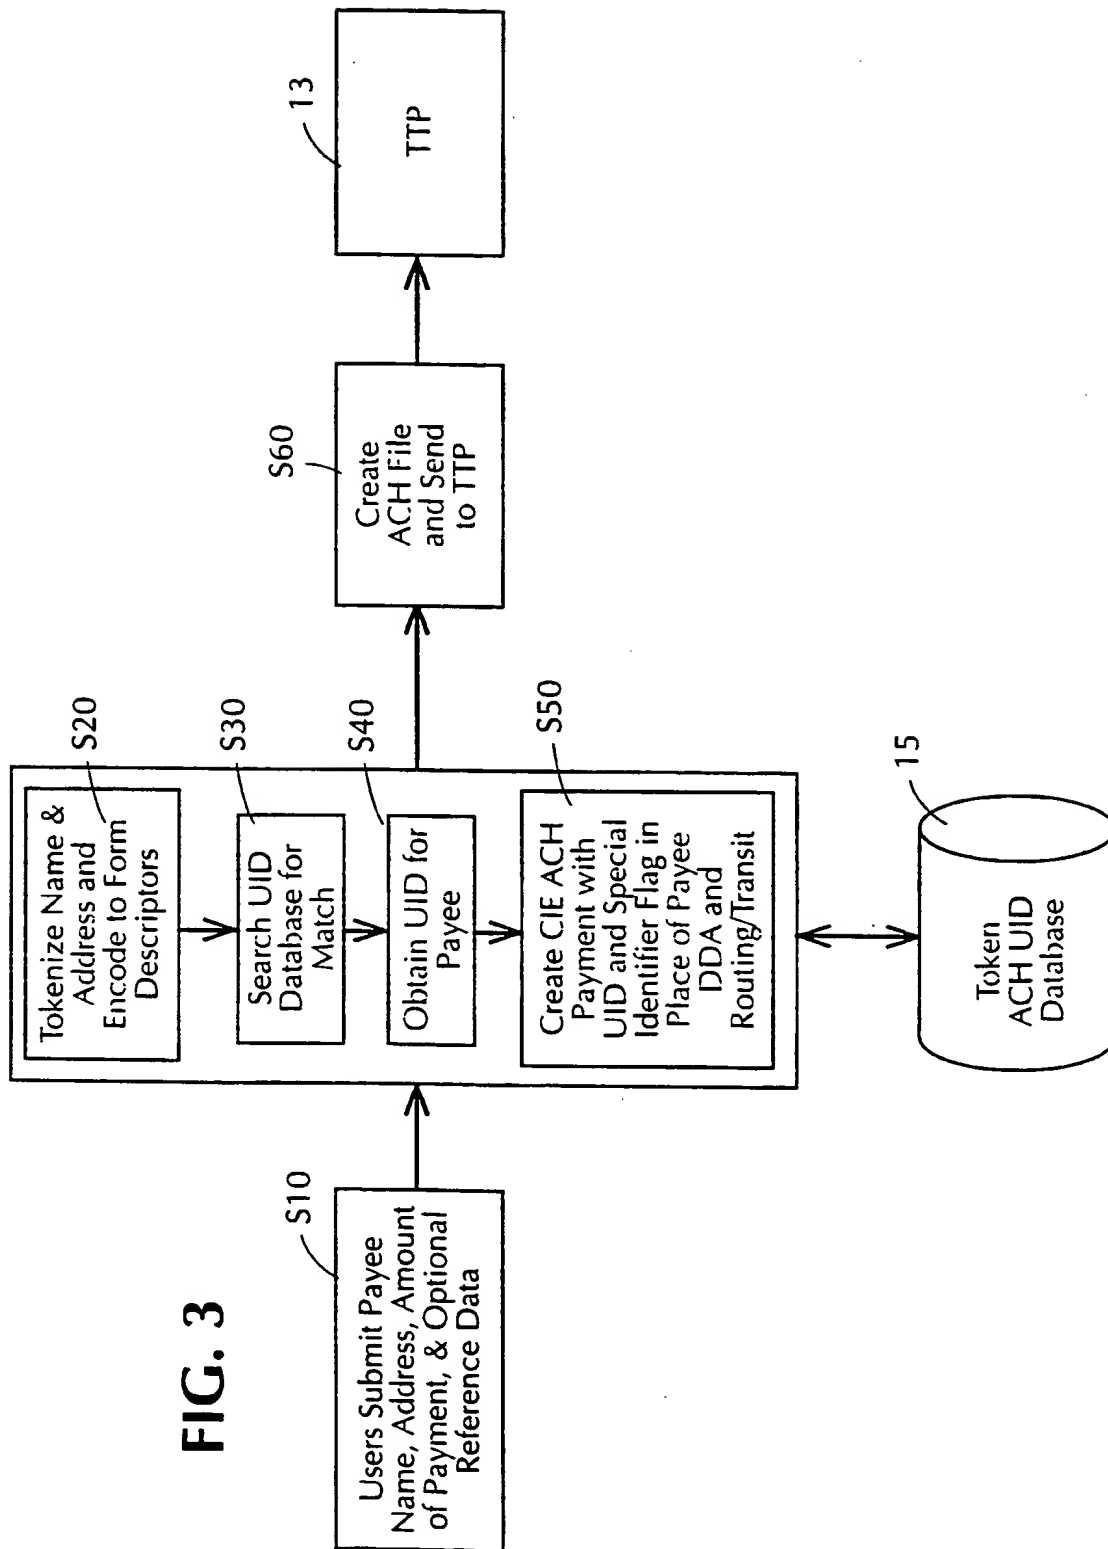 FIG. 3
S10
Users Submit Payee
Name, Address, Amount
of Payment, & Optional
Reference Data
S20
Tokenize Name &
Address and
Encode to Form
Descriptors
S30
Search UID
Database for
Match
S40
Obtain UID for
Payee
S50
Create CIE ACH
Payment with
UID and Special
Identifier Flag in
Place of Payee
DDA and
Routing/Transit
15
Token
ACH UID
Database
S60
Create
ACH File
and Send
to TTP
13
TTP